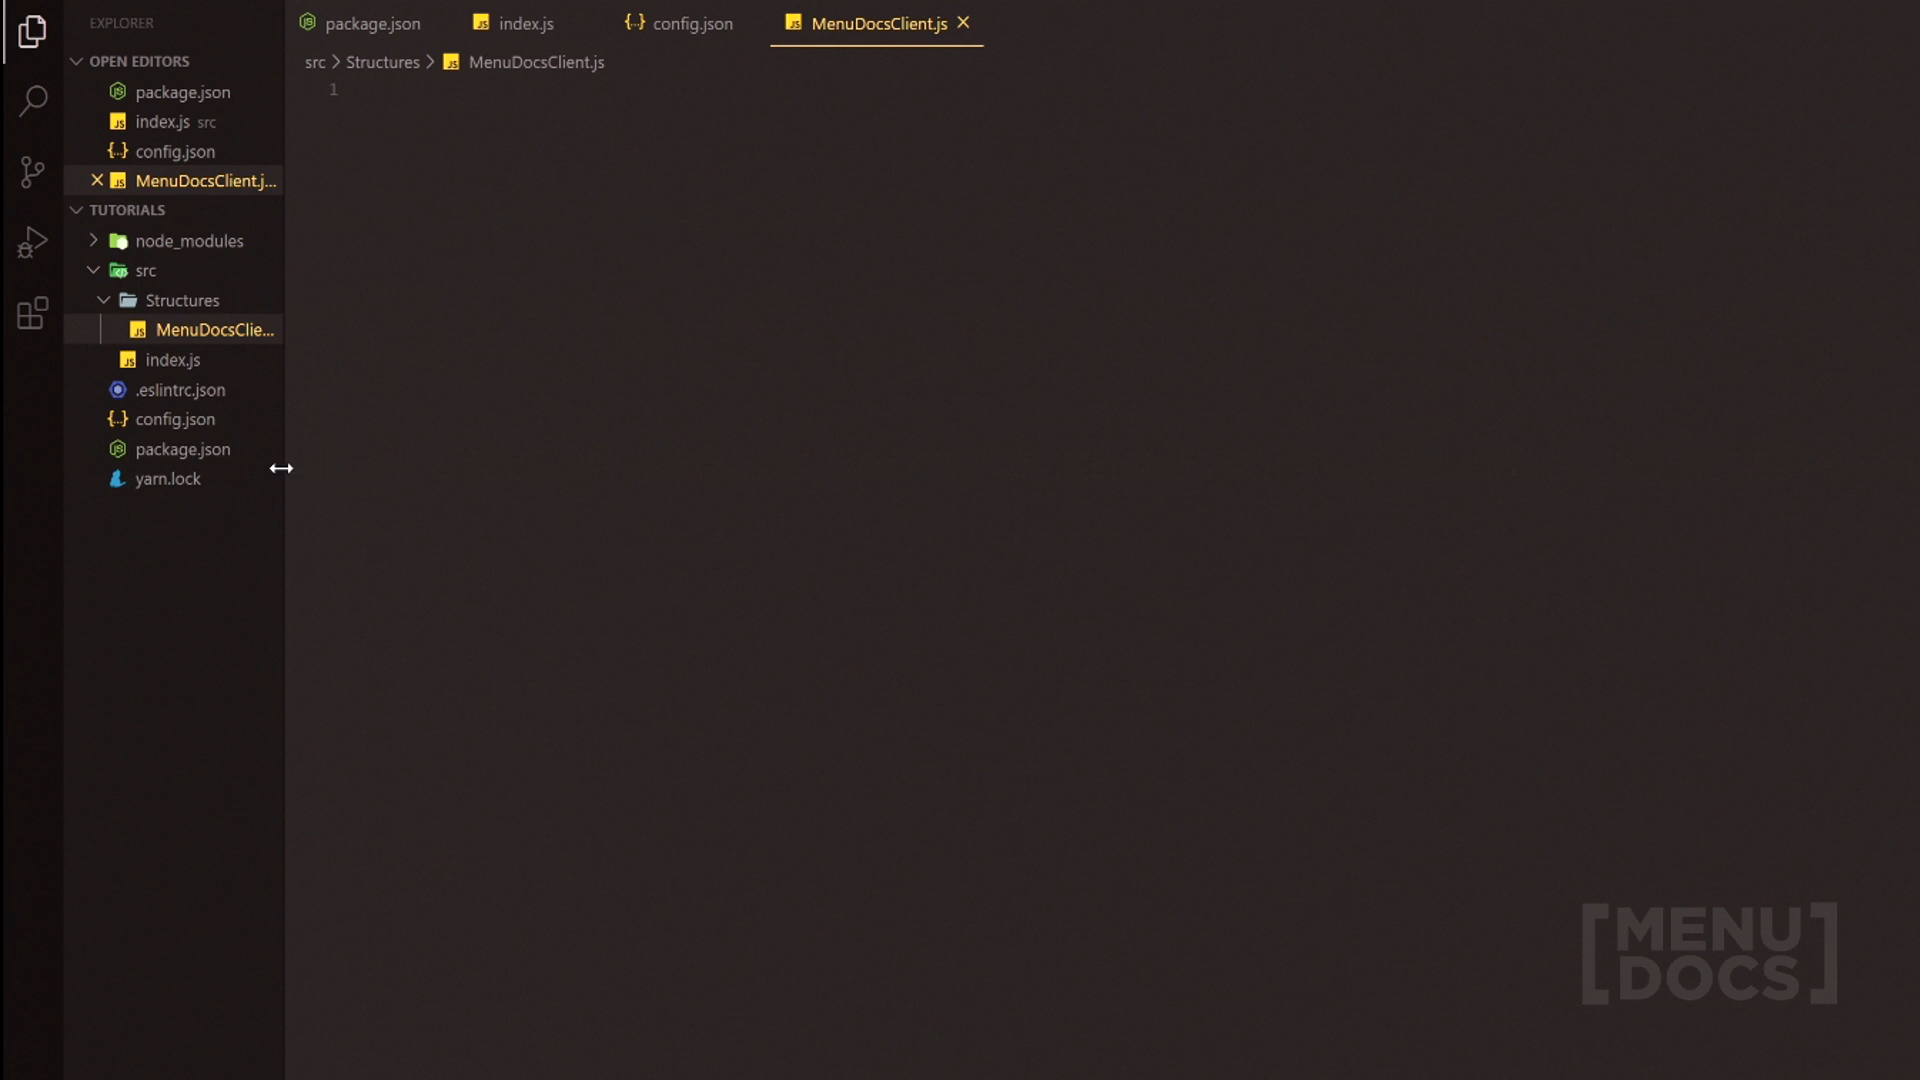 EXPLORER
OPEN EDITORS
package.json
index.js src
config.json
MenuDocsClient.j...
TUTORIALS
node_modules
src
Structures
MenuDocsClie...
index.js
.eslintrc.json
config.json
package.json
yarn.lock
package.json
index.js
config.json
MenuDocsClient.js
src > Structures > MenuDocsClient.js
1
[MENU
DOCS]